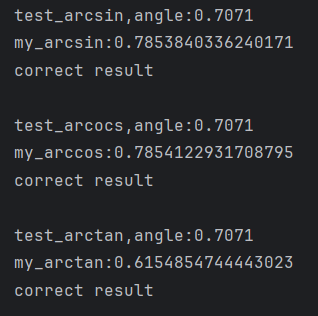 test_arcsin,angle:0.7071
my_arcsin:0.7853840336240171
correct result
test_arcocs,angle:0.7071
my_arccos:0.7854122931708795
correct result
test_arctan,angle:0.7071
my_arctan:0.6154854744443023
correct result